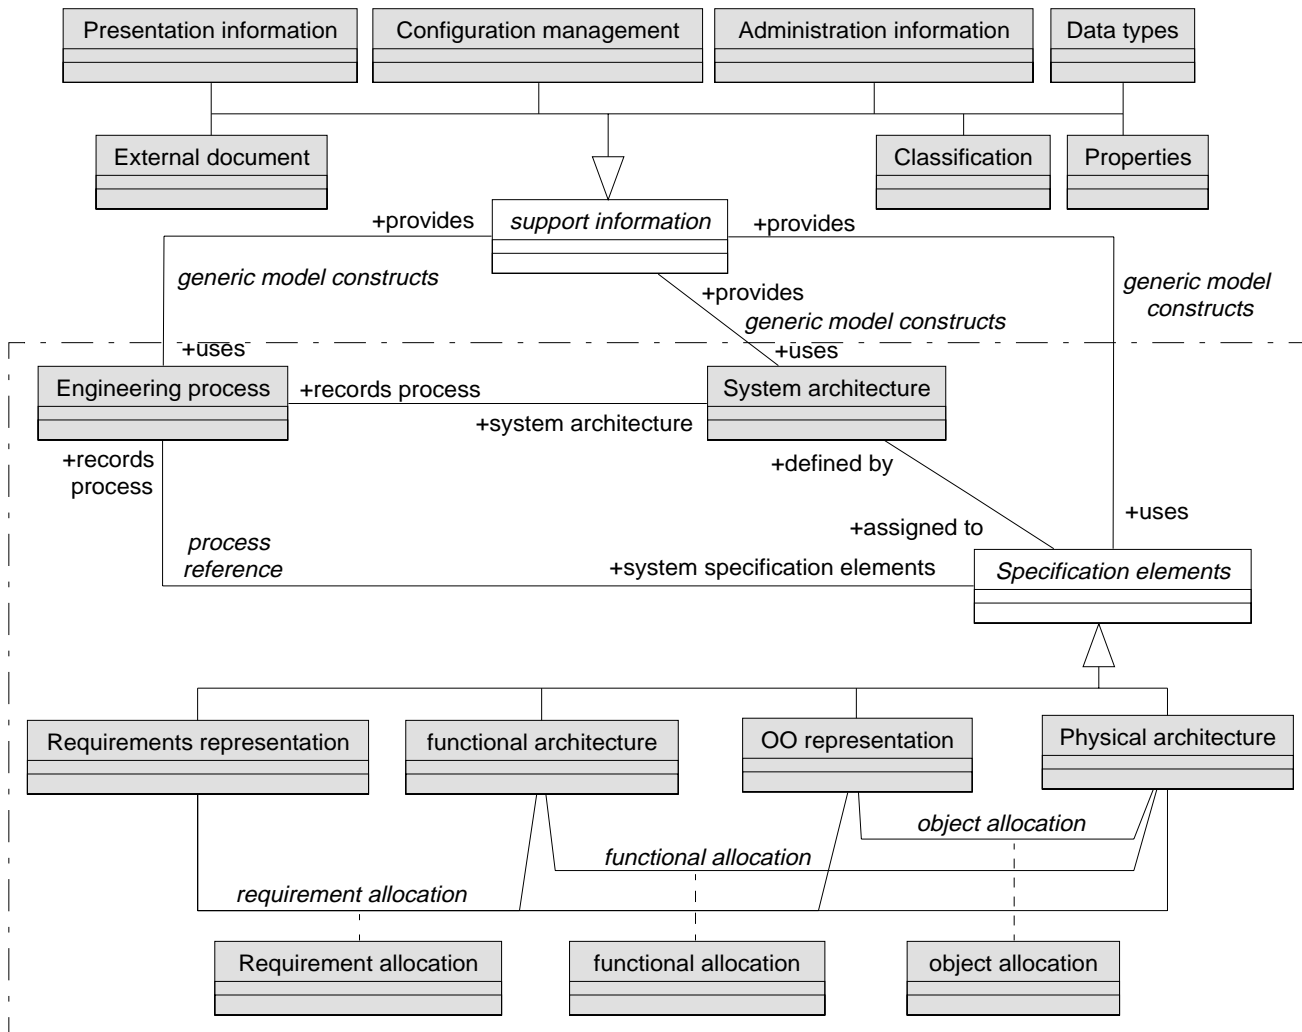 Presentation information
Configuration management
Administration information
Data types
External document
Classification
Properties
+provides
support information
+provides
generic model constructs
+provides
generic model
constructs
generic model constructs
+uses
+uses
Engineering process
+records process
System architecture
+system architecture
+records
process
+defined by
+uses
+assigned to
process
reference
+system specification elements
Specification elements
Requirements representation
functional architecture
OO representation
Physical architecture
object allocation
functional allocation
requirement allocation
Requirement allocation
functional allocation
object allocation